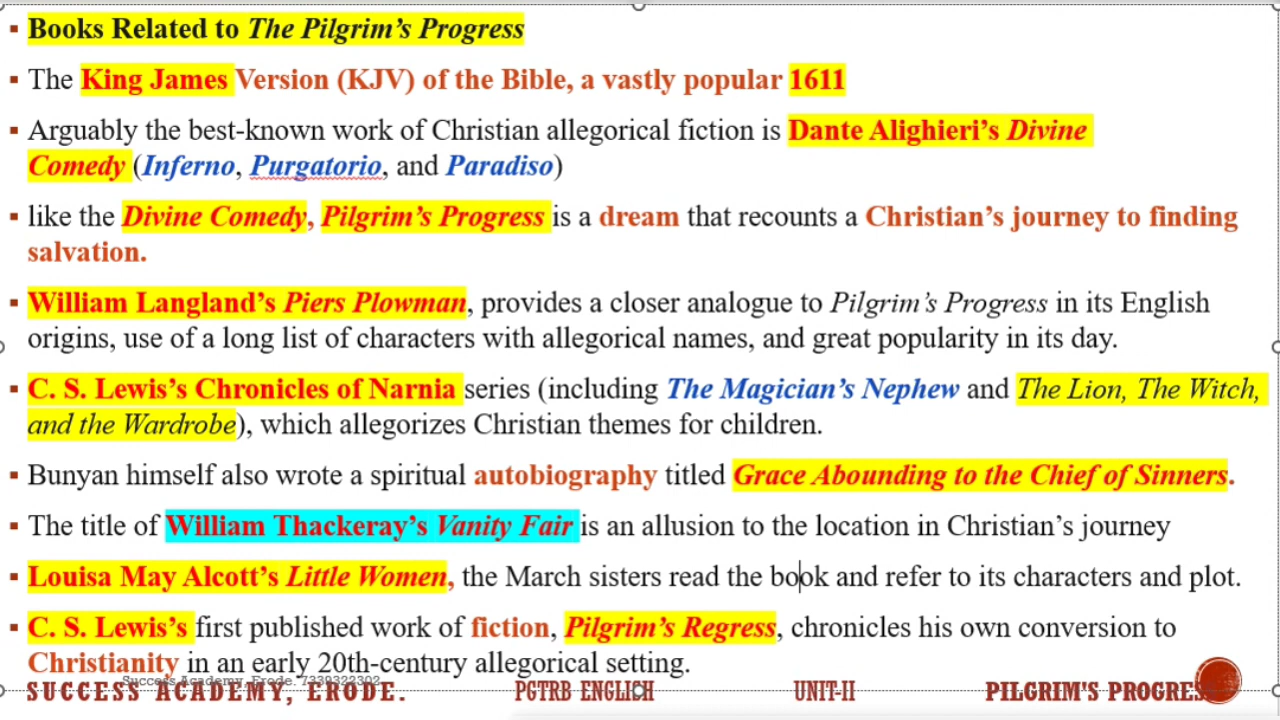 Books Related to The Pilgrim's Progress
The King James Version (KJV) of the Bible, a vastly popular 1611
Arguably the best-known work of Christian allegorical fiction is Dante Alighieri's Divine
Comedy (Inferno, Purgatorio, and Paradiso)
like the Divine Comedy, Pilgrim's Progress is a dream that recounts a Christian's journey to finding
salvation.
William Langland's Piers Plowman, provides a closer analogue to Pilgrim's Progress in its English
origins, use of a long list of characters with allegorical names, and great popularity in its day.
C. S. Lewis's Chronicles of Narnia series (including The Magician's Nephew and The Lion, The Witch,
and the Wardrobe), which allegorizes Christian themes for children.
Bunyan himself also wrote a spiritual autobiography titled Grace Abounding to the Chief of Sinners.
The title of William Thackeray's Vanity Fair is an allusion to the location in Christian's journey
Louisa May Alcott's Little Women, the March sisters read the book and refer to its characters and plot.
C. S. Lewis's first published work of fiction, Pilgrim's Regress, chronicles his own conversion to
Christianity in an early 20th-century allegorical setting.
Success Academy, Erode. 7339322302
SUCCESS ACADEMY, ERODE. PGTRB ENGLISH UNIT-II PILGRIM'S PROGRESS